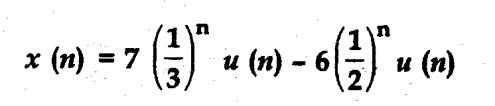 x (n) = 7 (1/3)^n u (n) – 6 (1/2)^n u (n)